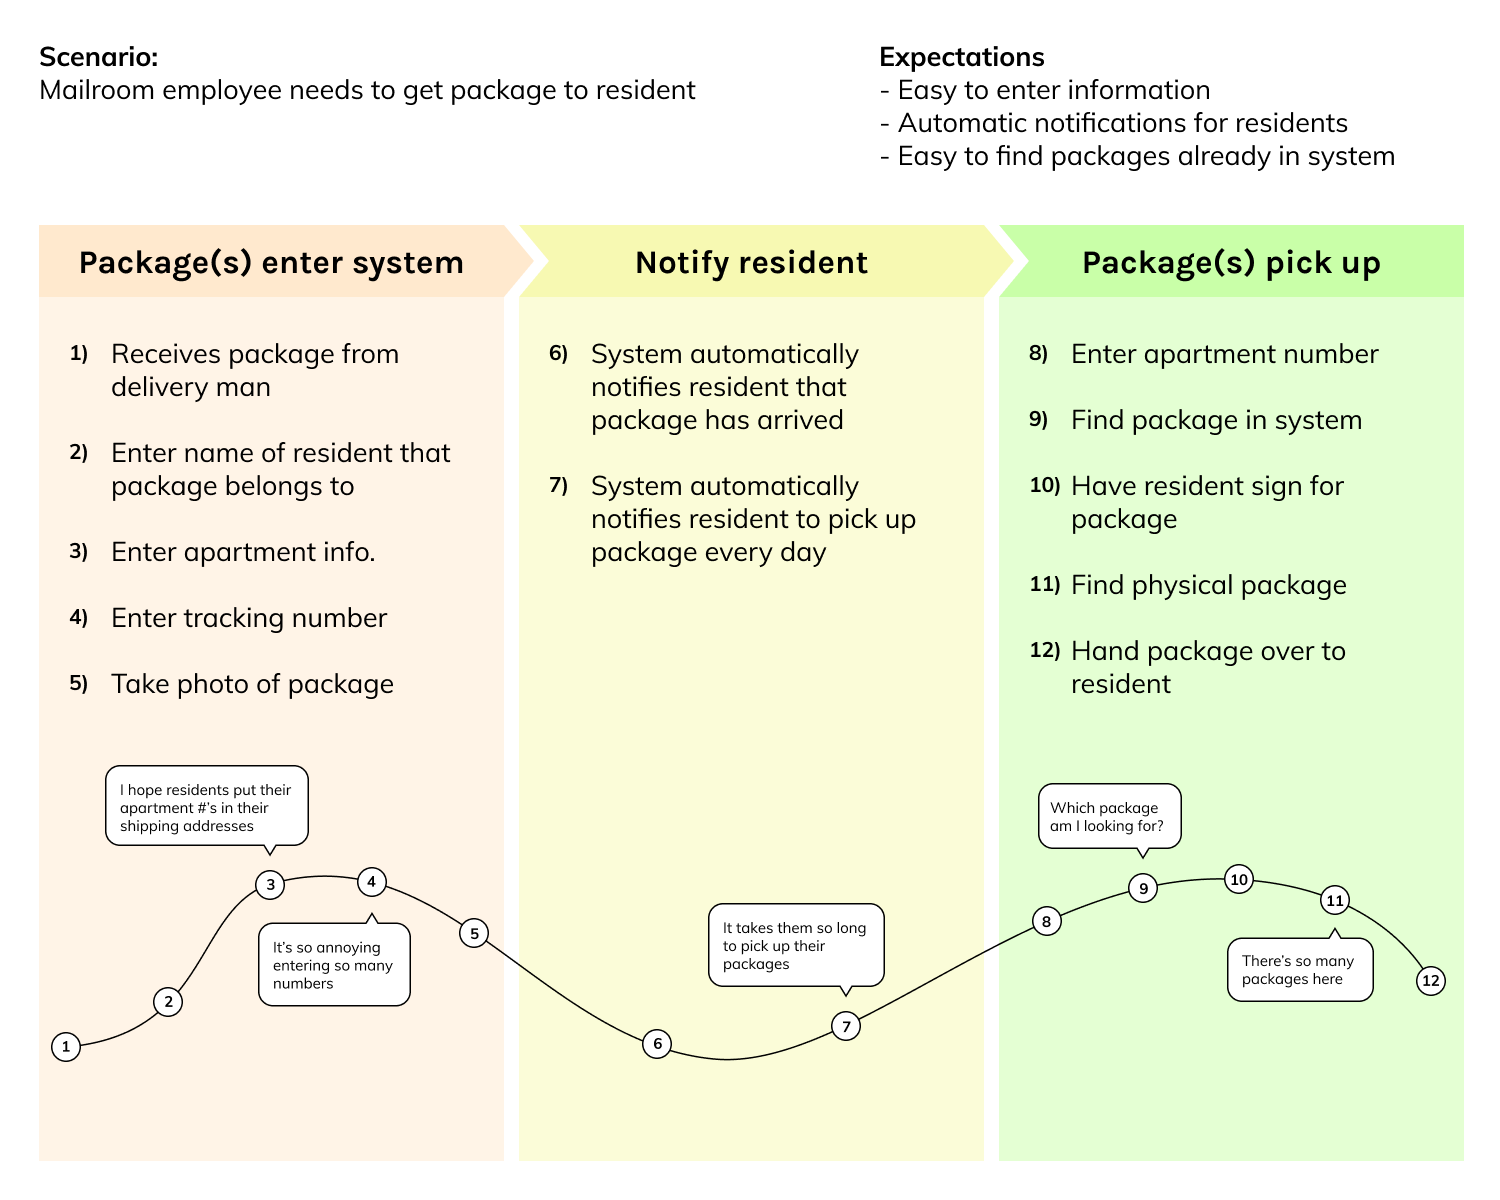 Scenario:
Mailroom employee needs to get package to resident
Expectations
- Easy to enter information
- Automatic notifications for residents
- Easy to find packages already in system
Package(s) enter system
1) Receives package from
delivery man
2) Enter name of resident that
package belongs to
3) Enter apartment info.
4) Enter tracking number
5) Take photo of package
I hope residents put their
apartment #'s in their
shipping addresses
It's so annoying
entering so many
numbers
1
2
3
4
5
Notify resident
6) System automatically
notifies resident that
package has arrived
7) System automatically
notifies resident to pick up
package every day
It takes them so long
to pick up their
packages
6
7
Package(s) pick up
8) Enter apartment number
9) Find package in system
10) Have resident sign for
package
11) Find physical package
12) Hand package over to
resident
Which package
am I looking for?
There's so many
packages here
8
9
10
11
12